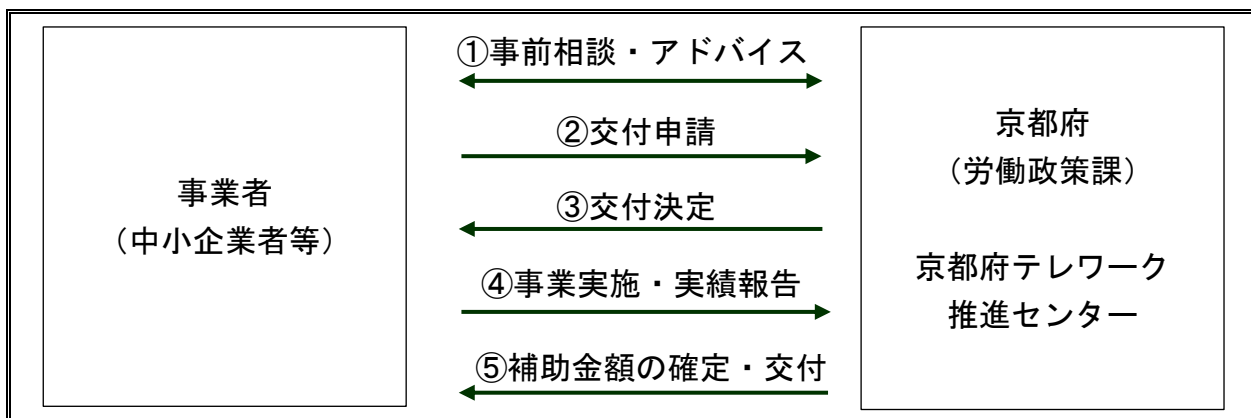 事業者
（中小企業者等）
①事前相談・アドバイス
②交付申請
③交付決定
④事業実施・実績報告
⑤補助金額の確定・交付
京都府
（労働政策課）
京都府テレワーク
推進センター